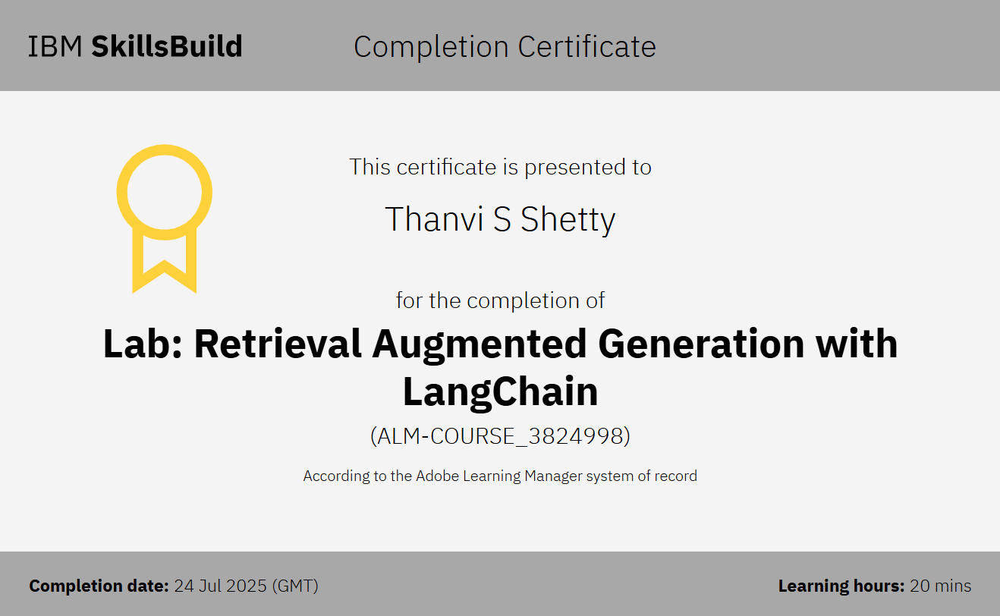 IBM SkillsBuild
Completion Certificate
This certificate is presented to
Thanvi S Shetty
for the completion of
Lab: Retrieval Augmented Generation with
LangChain
(ALM-COURSE_3824998)
According to the Adobe Learning Manager system of record
Completion date: 24 Jul 2025 (GMT)
Learning hours: 20 mins